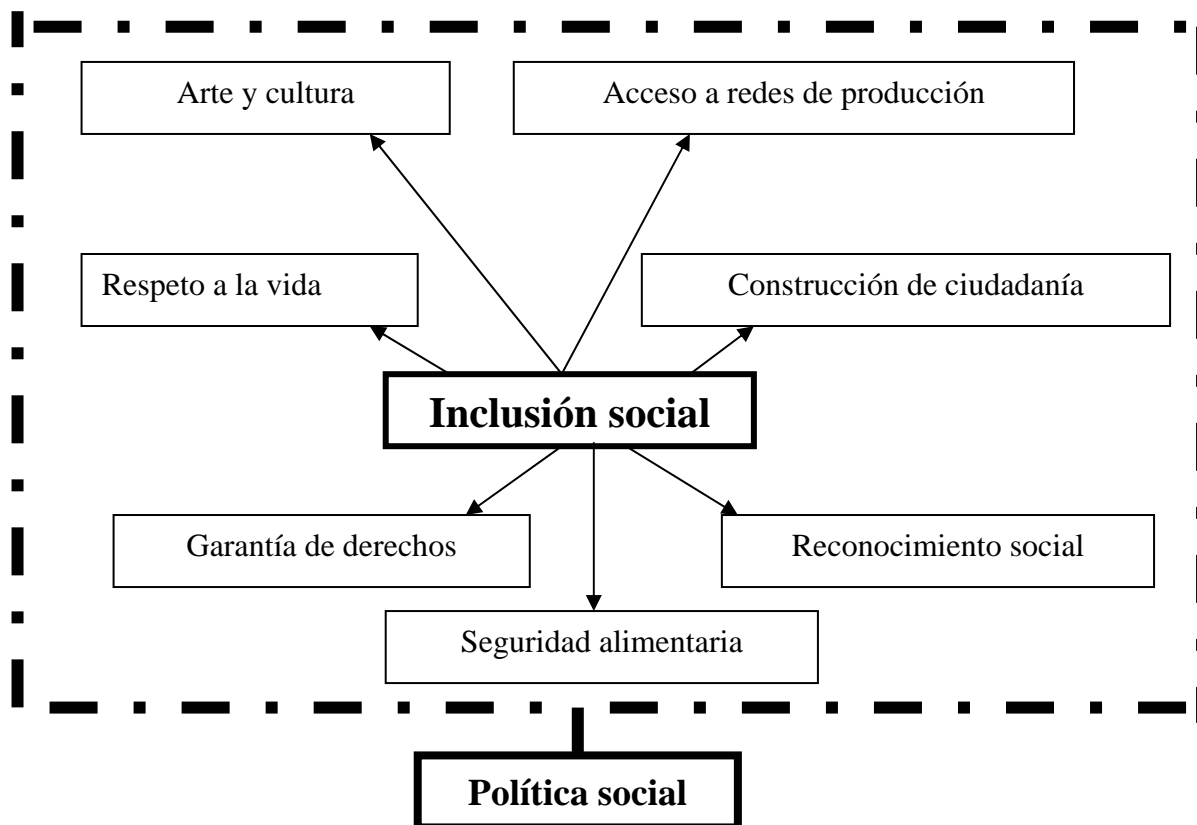 Arte y cultura
Acceso a redes de producción
Respeto a la vida
Construcción de ciudadanía
Inclusión social
Garantía de derechos
Reconocimiento social
Seguridad alimentaria
Política social